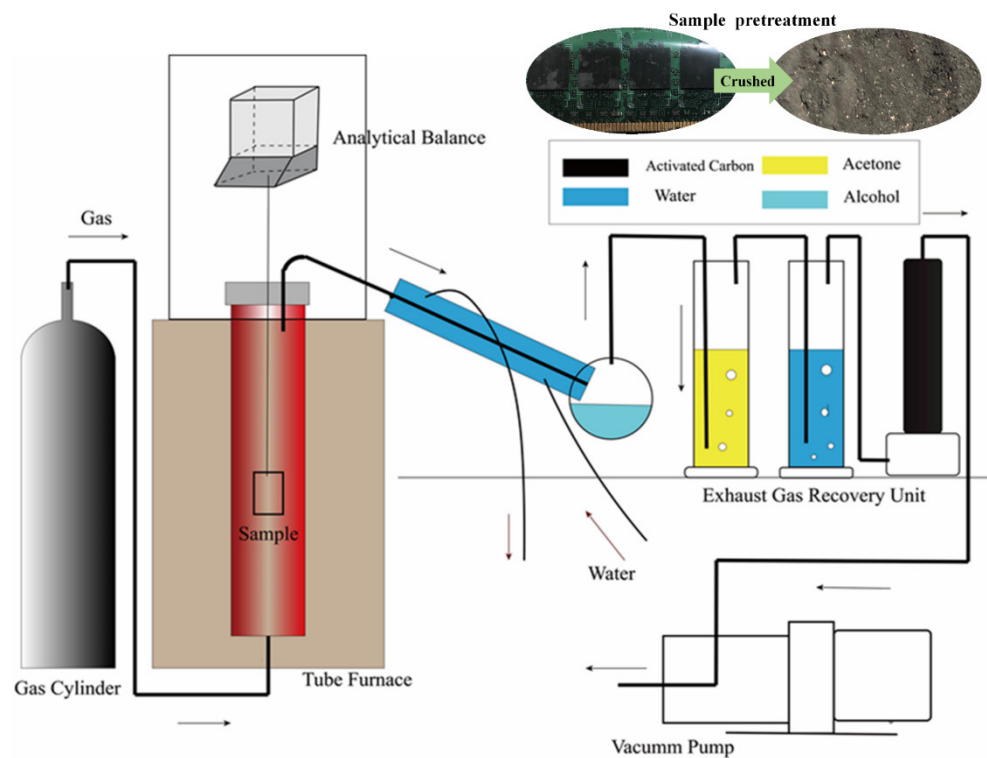 Sample pretreatment
Crushed
Analytical Balance
Activated Carbon
Acetone
Water
Alcohol
Gas
Sample
Exhaust Gas Recovery Unit
Water
Gas Cylinder
Tube Furnace
Vacumm Pump